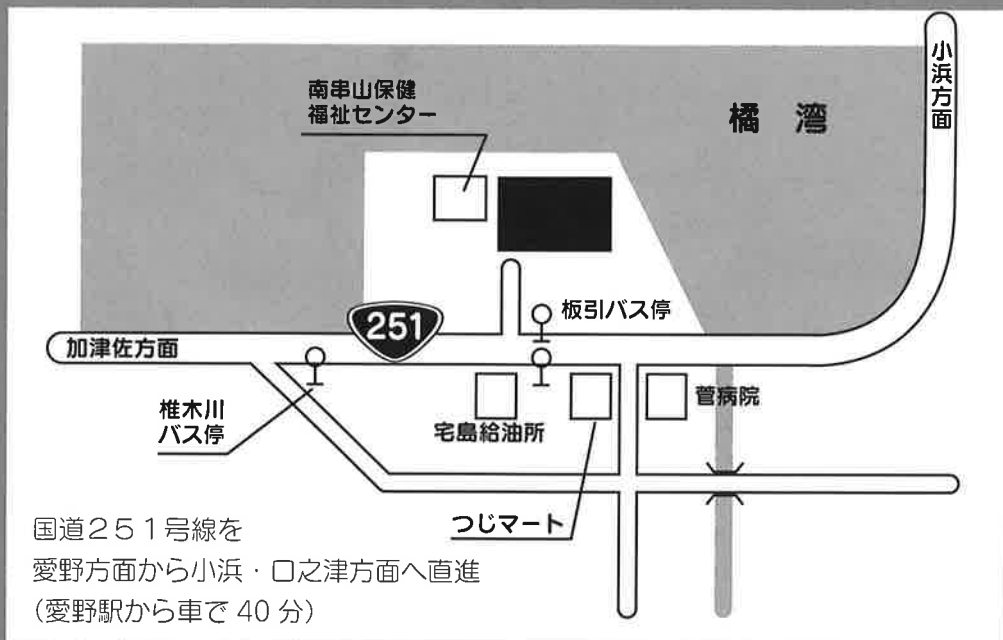 南串山保健
福祉センター
橘 湾
小浜方面
板引バス停
251
加津佐方面
椎木川
バス停
宅島給油所
菅病院
つじマート
国道251号線を
愛野方面から小浜・口之津方面へ直進
(愛野駅から車で40分)